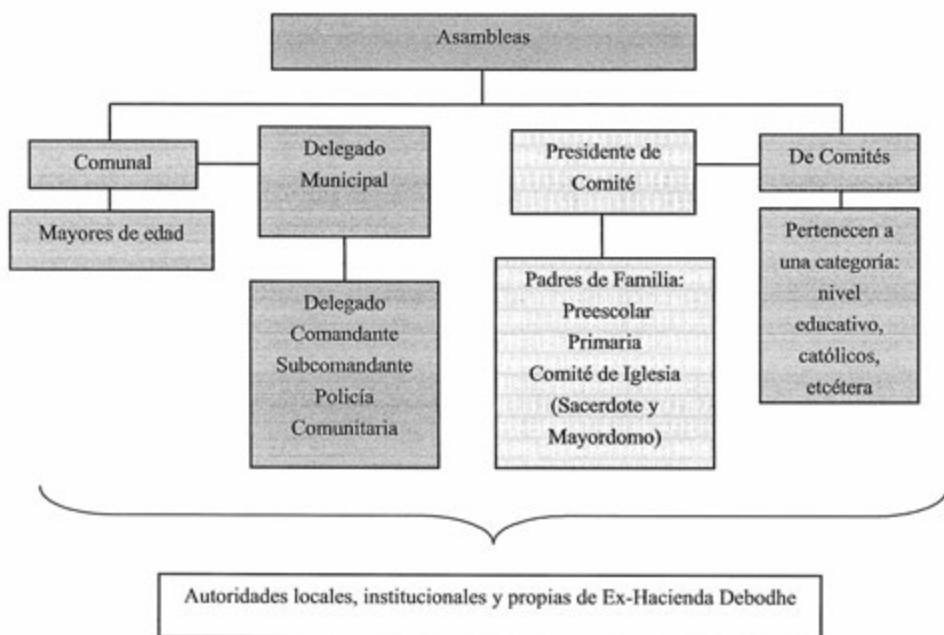 Asambleas
Comunal
Mayores de edad
Delegado
Municipal
Delegado
Comandante
Subcomandante
Policía
Comunitaria
Presidente de
Comité
Padres de Familia:
Preescolar
Primaria
Comité de Iglesia
(Sacerdote y
Mayordomo)
De Comités
Pertenecen a
una categoría:
nivel
educativo,
católicos,
etcétera
Autoridades locales, institucionales y propias de Ex-Hacienda Debodhe